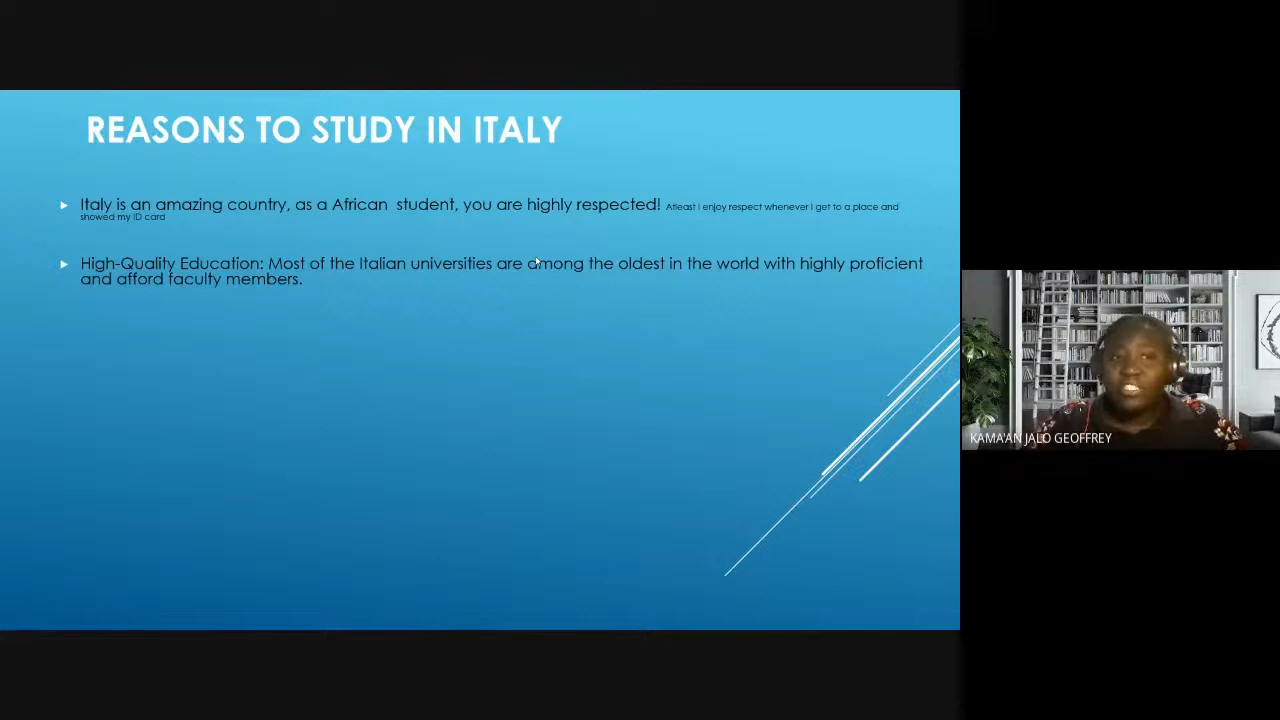 REASONS TO STUDY IN ITALY
Italy is an amazing country, as a African student, you are highly respected! Atleast I enjoy respect whenever I get to a place and
showed my ID card
High-Quality Education: Most of the Italian universities are among the oldest in the world with highly proficient
and afford faculty members.
KAMA'AN JALO GEOFFREY